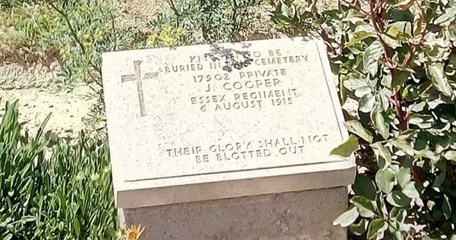 TO BE
BURIED IN CEMETERY
17902 PRIVATE
J. COOPER
ESSEX REGIMENT
6 AUGUST 1915
THEIR GLORY SHALL NOT
BE BLOTTED OUT